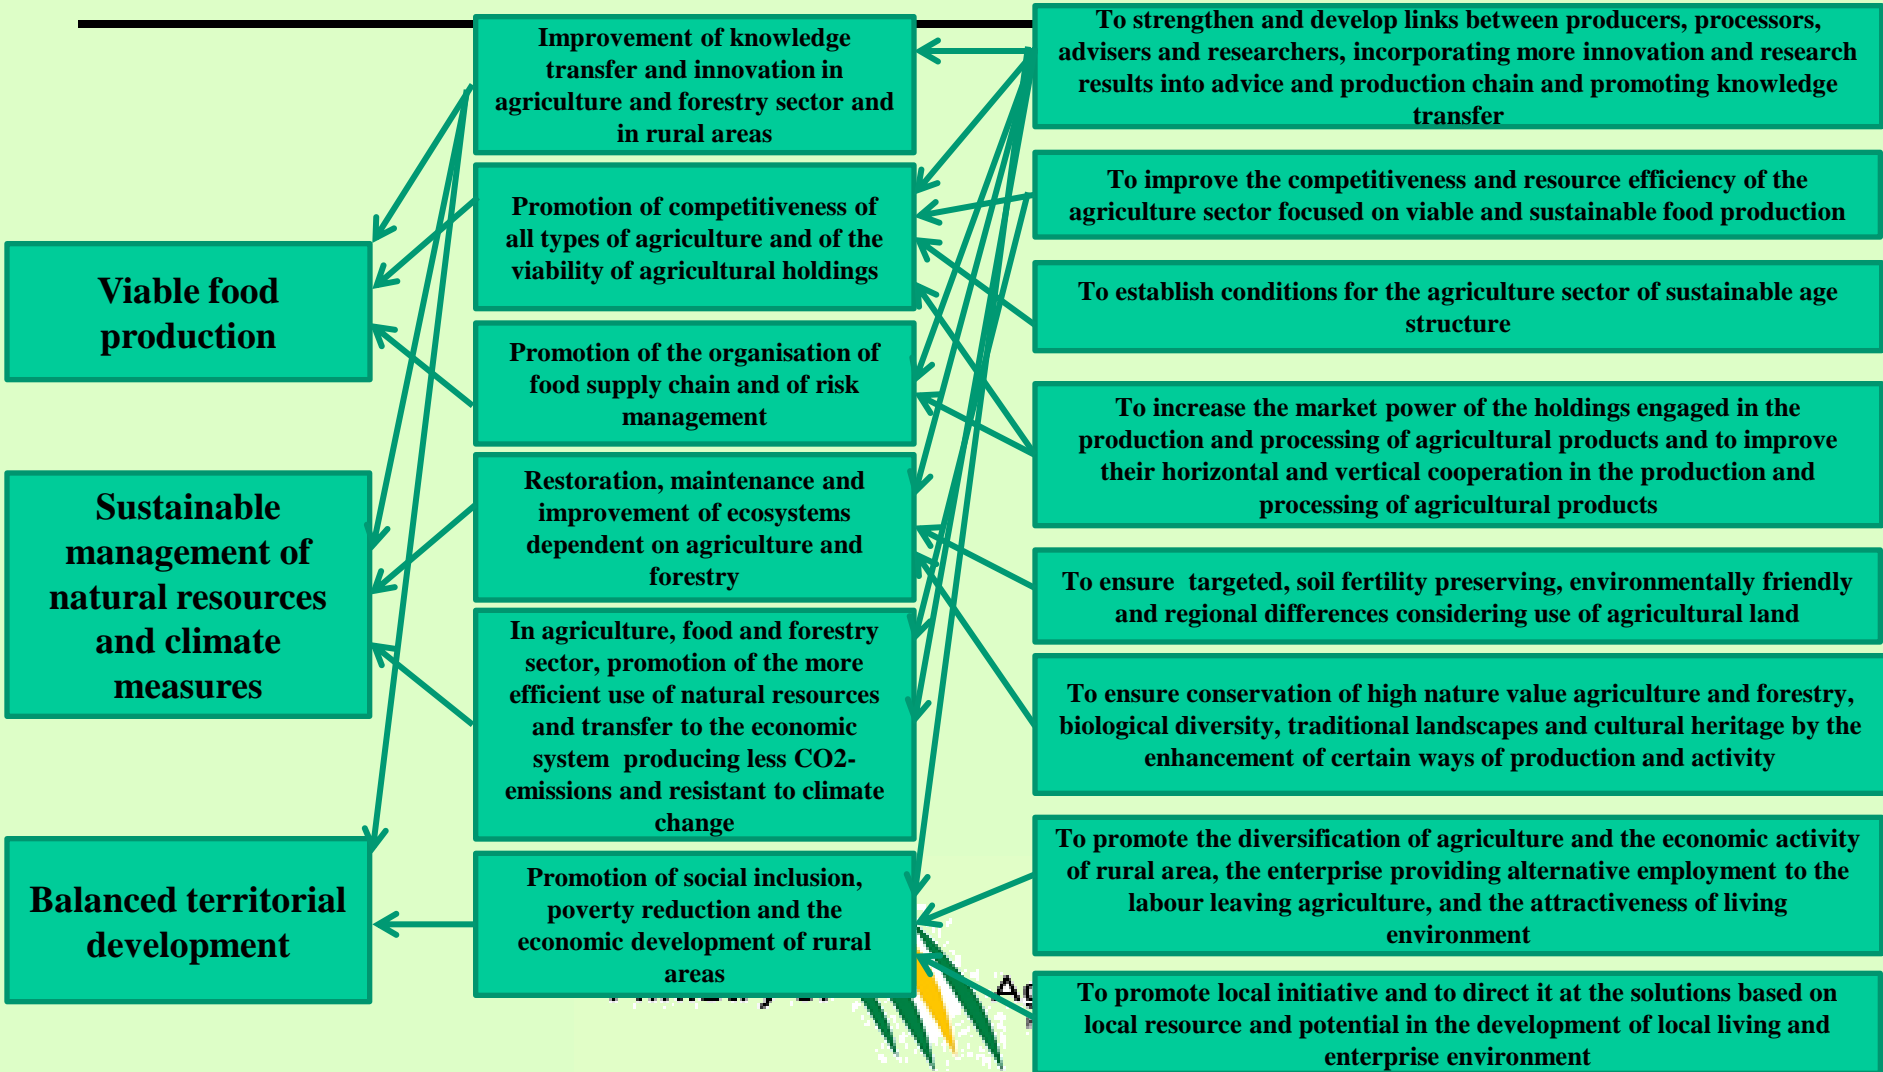 Viable food
production
Sustainable
management of
natural resources
and climate
measures
Balanced territorial
development
Improvement of knowledge
transfer and innovation in
agriculture and forestry sector and
in rural areas
Promotion of competitiveness of
all types of agriculture and of the
viability of agricultural holdings
Promotion of the organisation of
food supply chain and of risk
management
Restoration, maintenance and
improvement of ecosystems
dependent on agriculture and
forestry
In agriculture, food and forestry
sector, promotion of the more
efficient use of natural resources
and transfer to the economic
system  producing less CO2-
emissions and resistant to climate
change
Promotion of social inclusion,
poverty reduction and the
economic development of rural
areas
To strengthen and develop links between producers, processors,
advisers and researchers, incorporating more innovation and research
results into advice and production chain and promoting knowledge
transfer
To improve the competitiveness and resource efficiency of the
agriculture sector focused on viable and sustainable food production
To establish conditions for the agriculture sector of sustainable age
structure
To increase the market power of the holdings engaged in the
production and processing of agricultural products and to improve
their horizontal and vertical cooperation in the production and
processing of agricultural products
To ensure  targeted, soil fertility preserving, environmentally friendly
and regional differences considering use of agricultural land
To ensure conservation of high nature value agriculture and forestry,
biological diversity, traditional landscapes and cultural heritage by the
enhancement of certain ways of production and activity
To promote the diversification of agriculture and the economic activity
of rural area, the enterprise providing alternative employment to the
labour leaving agriculture, and the attractiveness of living
environment
To promote local initiative and to direct it at the solutions based on
local resource and potential in the development of local living and
enterprise environment